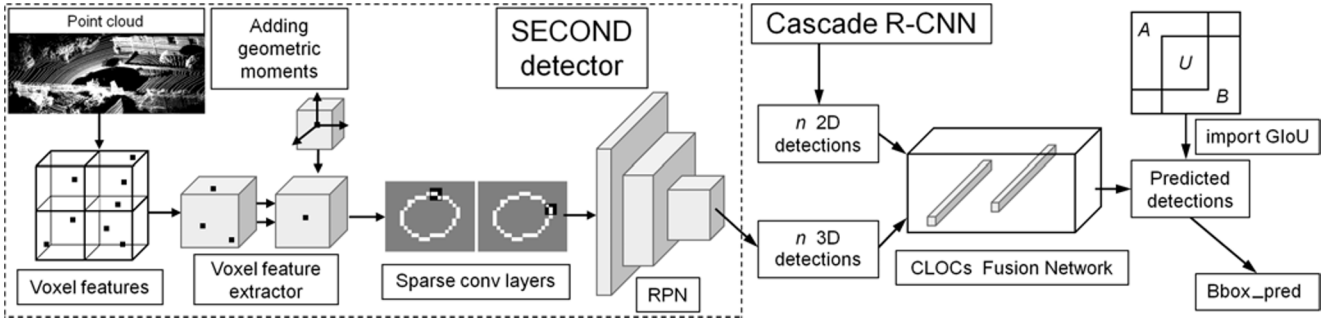 Point cloud
Adding
geometric
moments
SECOND
detector
Voxel features
Voxel feature
extractor
Sparse conv layers
RPN
Cascade R-CNN
n 2D
detections
n 3D
detections
CLOCs Fusion Network
A
U
B
import GIoU
Predicted
detections
Bbox_pred